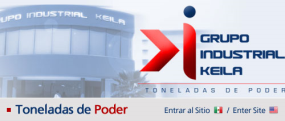 GRUPO INDUSTRIAL KEILA
GRUPO
INDUSTRIAL
KEILA
TONELADAS DE PODER
Toneladas de Poder
Entrar al Sitio / Enter Site